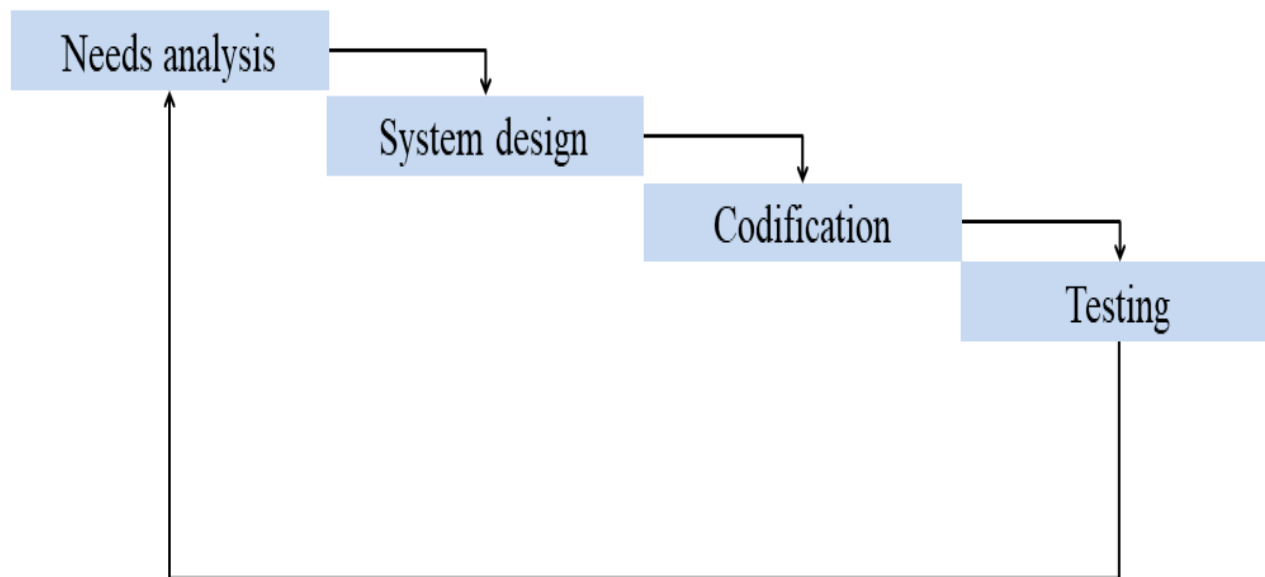 Needs analysis
System design
Codification
Testing